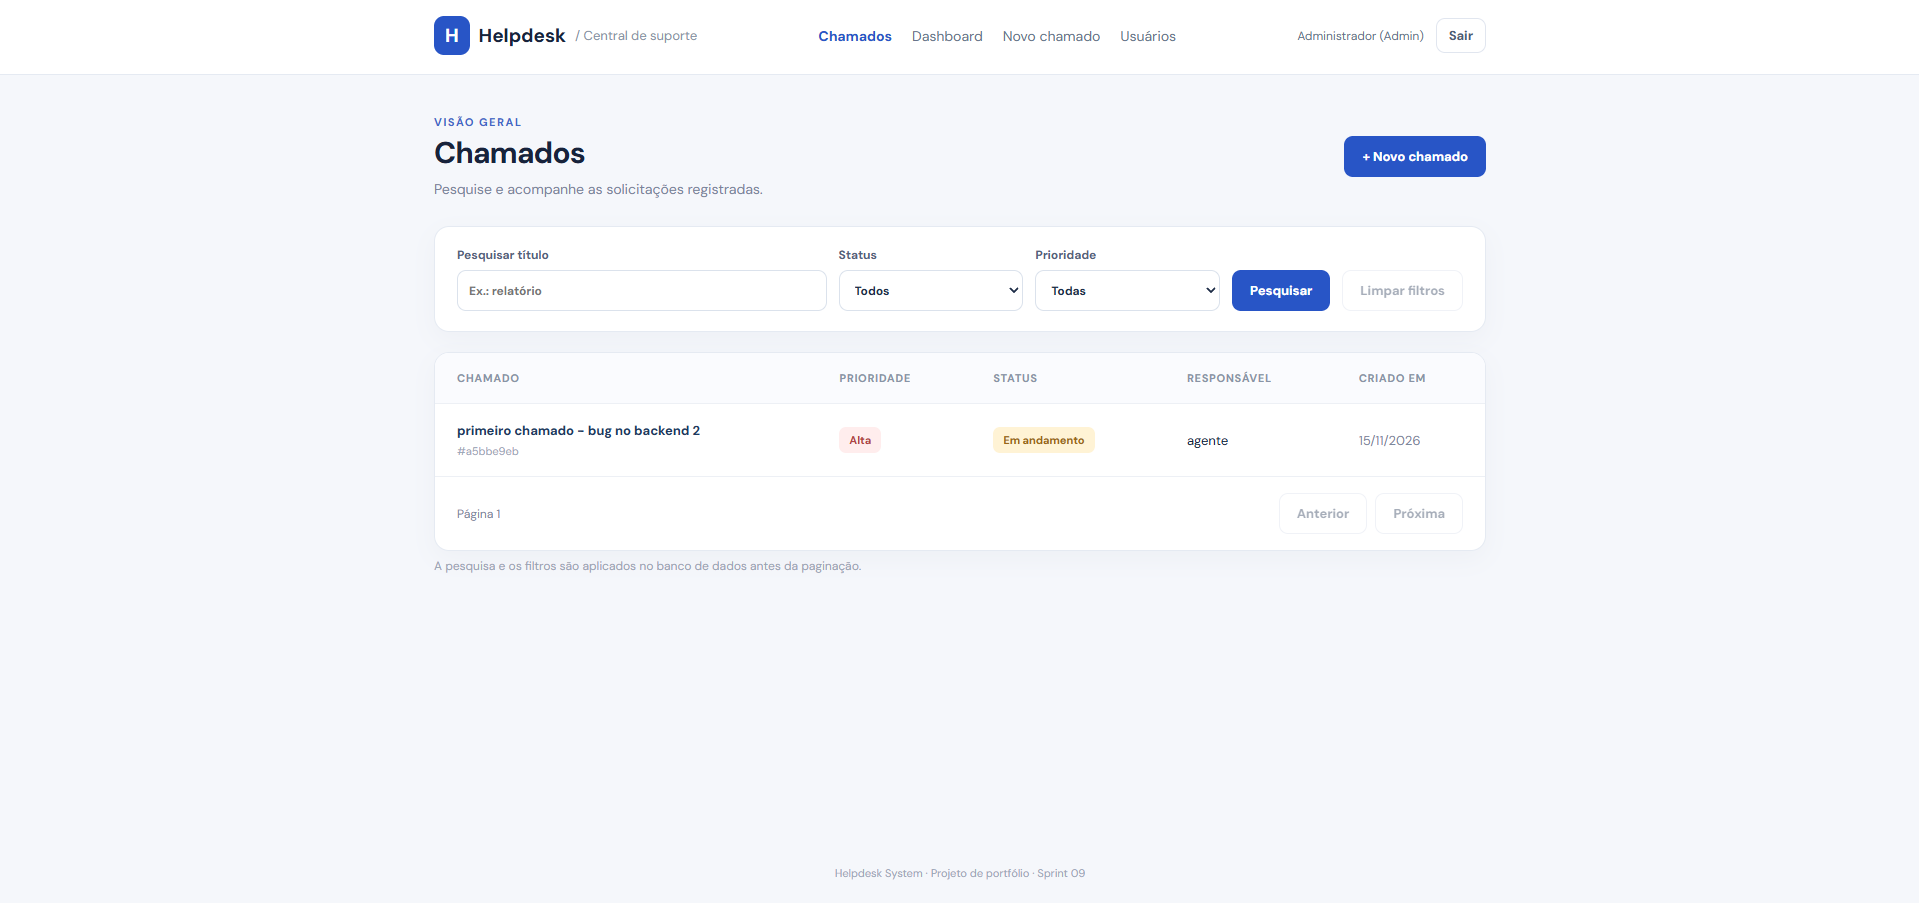 H Helpdesk / Central de suporte Chamados Dashboard Novo chamado Usuários Administrador (Admin) Sair
VISÃO GERAL
Chamados
+ Novo chamado
Pesquise e acompanhe as solicitações registradas.
Pesquisar título Status Prioridade
Ex.: relatório Todos Todas Pesquisar Limpar filtros
CHAMADO PRIORIDADE STATUS RESPONSÁVEL CRIADO EM
primeiro chamado - bug no backend 2 Alta Em andamento agente 15/11/2026
#a5bbe9eb
Página 1 Anterior Próxima
A pesquisa e os filtros são aplicados no banco de dados antes da paginação.
Helpdesk System · Projeto de portfólio · Sprint 09